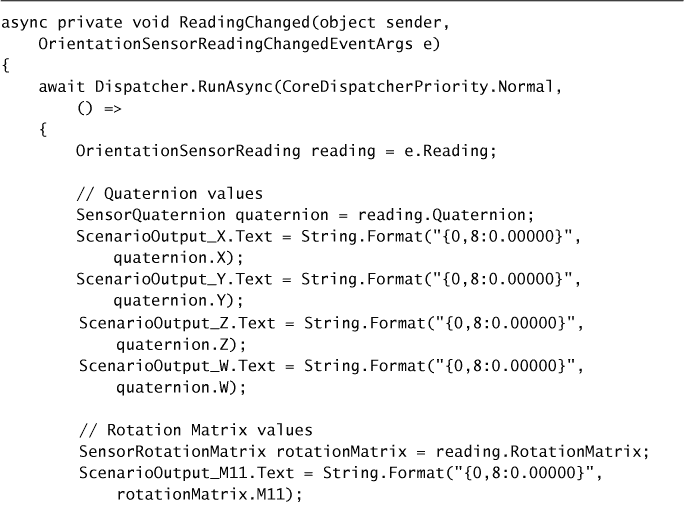 async private void ReadingChanged(object sender,
    OrientationSensorReadingChangedEventArgs e)
{
    await Dispatcher.RunAsync(CoreDispatcherPriority.Normal,
        () =>
    {
        OrientationSensorReading reading = e.Reading;

        // Quaternion values
        SensorQuaternion quaternion = reading.Quaternion;
        ScenarioOutput_X.Text = String.Format("{0,8:0.00000}",
            quaternion.X);
        ScenarioOutput_Y.Text = String.Format("{0,8:0.00000}",
            quaternion.Y);
        ScenarioOutput_Z.Text = String.Format("{0,8:0.00000}",
            quaternion.Z);
        ScenarioOutput_W.Text = String.Format("{0,8:0.00000}",
            quaternion.W);

        // Rotation Matrix values
        SensorRotationMatrix rotationMatrix = reading.RotationMatrix;
        ScenarioOutput_M11.Text = String.Format("{0,8:0.00000}",
            rotationMatrix.M11);